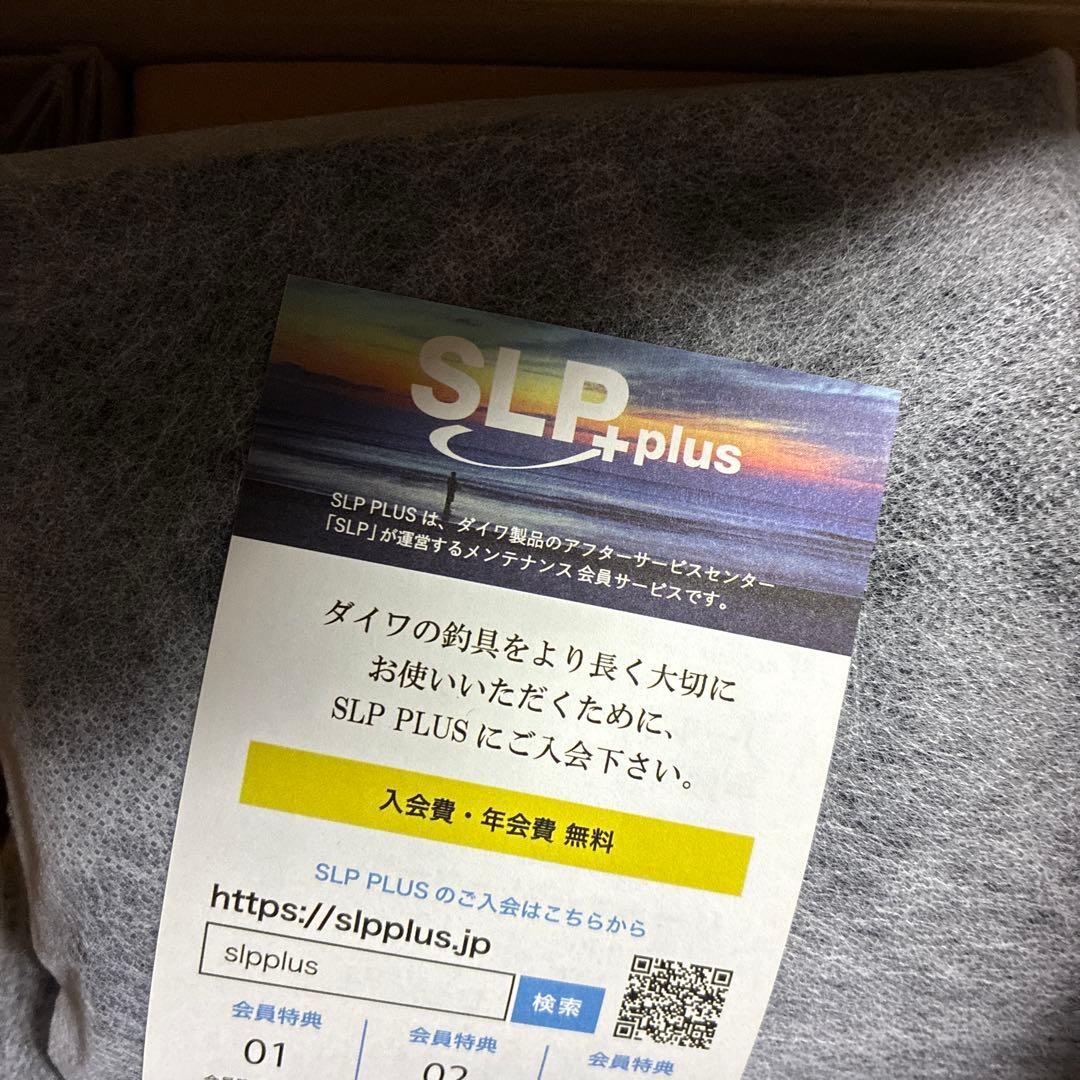 SLP+plus
SLP PLUS は、ダイワ製品のアフターサービスセンター
「SLP」が運営するメンテナンス会員サービスです。
ダイワの釣具をより長く大切に
お使いいただくために、
SLP PLUS にご入会下さい。
入会費・年会費 無料
SLP PLUS のご入会はこちらから
https://slpplus.jp
slpplus
検索
会員特典 会員特典 会員特典
01 02